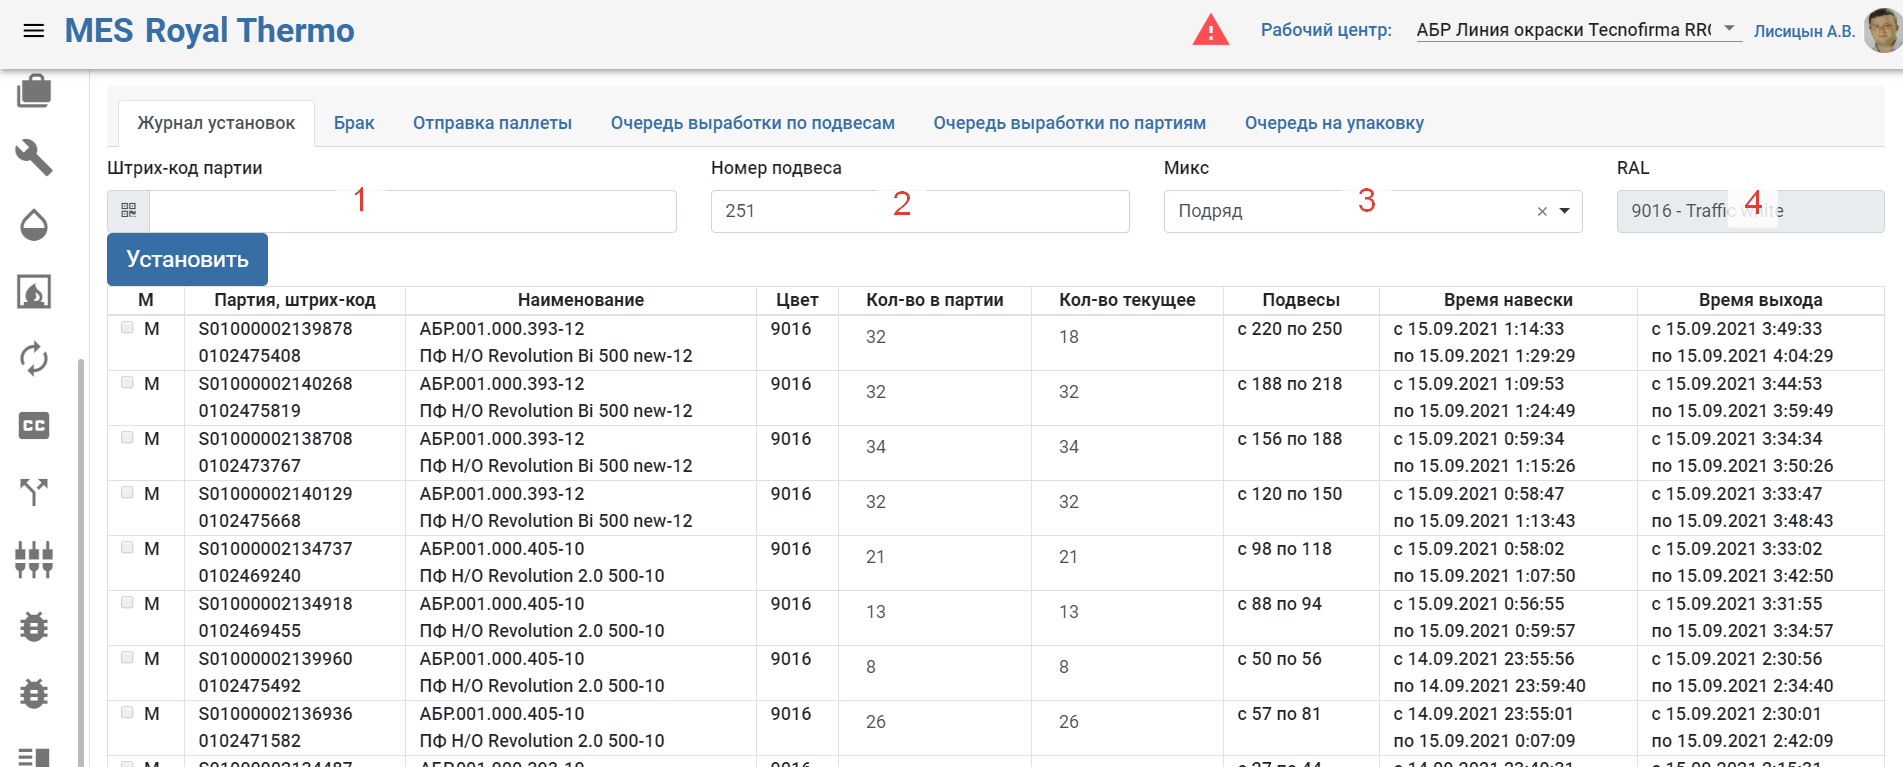 MES Royal Thermo
Рабочий центр: АБР Линия окраски Tecnofirma RR Лисицын А.В.
Журнал установок Брак Отправка паллеты Очередь выработки по подвесам Очередь выработки по партиям Очередь на упаковку
Штрих-код партии Номер подвеса Микс RAL
1 251 2 Подряд 3 × 9016 - Traffic white 4
Установить
М Партия, штрих-код Наименование Цвет Кол-во в партии Кол-во текущее Подвесы Время навески Время выхода
М S01000002139878 АБР.001.000.393-12 9016 32 18 с 220 по 250 с 15.09.2021 1:14:33 с 15.09.2021 3:49:33
0102475408 ПФ Н/О Revolution Bi 500 new-12 по 15.09.2021 1:29:29 по 15.09.2021 4:04:29
М S01000002140268 АБР.001.000.393-12 9016 32 32 с 188 по 218 с 15.09.2021 1:09:53 с 15.09.2021 3:44:53
0102475819 ПФ Н/О Revolution Bi 500 new-12 по 15.09.2021 1:24:49 по 15.09.2021 3:59:49
М S01000002138708 АБР.001.000.393-12 9016 34 34 с 156 по 188 с 15.09.2021 0:59:34 с 15.09.2021 3:34:34
0102473767 ПФ Н/О Revolution Bi 500 new-12 по 15.09.2021 1:15:26 по 15.09.2021 3:50:26
М S01000002140129 АБР.001.000.393-12 9016 32 32 с 120 по 150 с 15.09.2021 0:58:47 с 15.09.2021 3:33:47
0102475668 ПФ Н/О Revolution Bi 500 new-12 по 15.09.2021 1:13:43 по 15.09.2021 3:48:43
М S01000002134737 АБР.001.000.405-10 9016 21 21 с 98 по 118 с 15.09.2021 0:58:02 с 15.09.2021 3:33:02
0102469240 ПФ Н/О Revolution 2.0 500-10 по 15.09.2021 1:07:50 по 15.09.2021 3:42:50
М S01000002134918 АБР.001.000.405-10 9016 13 13 с 88 по 94 с 15.09.2021 0:56:55 с 15.09.2021 3:31:55
0102469455 ПФ Н/О Revolution 2.0 500-10 по 15.09.2021 0:59:57 по 15.09.2021 3:34:57
М S01000002139960 АБР.001.000.405-10 9016 8 8 с 50 по 56 с 14.09.2021 23:55:56 с 15.09.2021 2:30:56
0102475492 ПФ Н/О Revolution 2.0 500-10 по 14.09.2021 23:59:40 по 15.09.2021 2:34:40
М S01000002136936 АБР.001.000.405-10 9016 26 26 с 57 по 81 с 14.09.2021 23:55:01 с 15.09.2021 2:30:01
0102471582 ПФ Н/О Revolution 2.0 500-10 по 15.09.2021 0:07:09 по 15.09.2021 2:42:09
CC